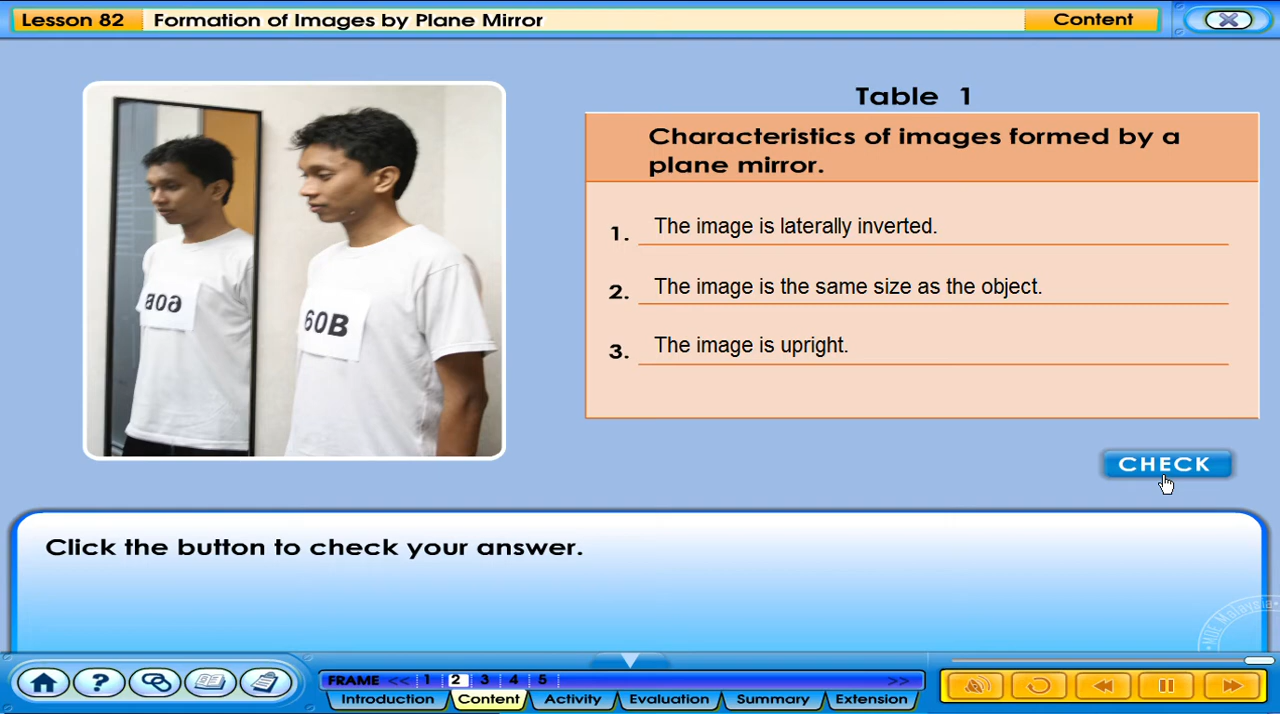 Lesson 82 Formation of Images by Plane Mirror Content
Table 1
Characteristics of images formed by a
plane mirror.
1. The image is laterally inverted.
2. The image is the same size as the object.
3. The image is upright.
60B
CHECK
Click the button to check your answer.
MOE Malaysia
FRAME << 1 2 3 4 5 >>
Introduction Content Activity Evaluation Summary Extension